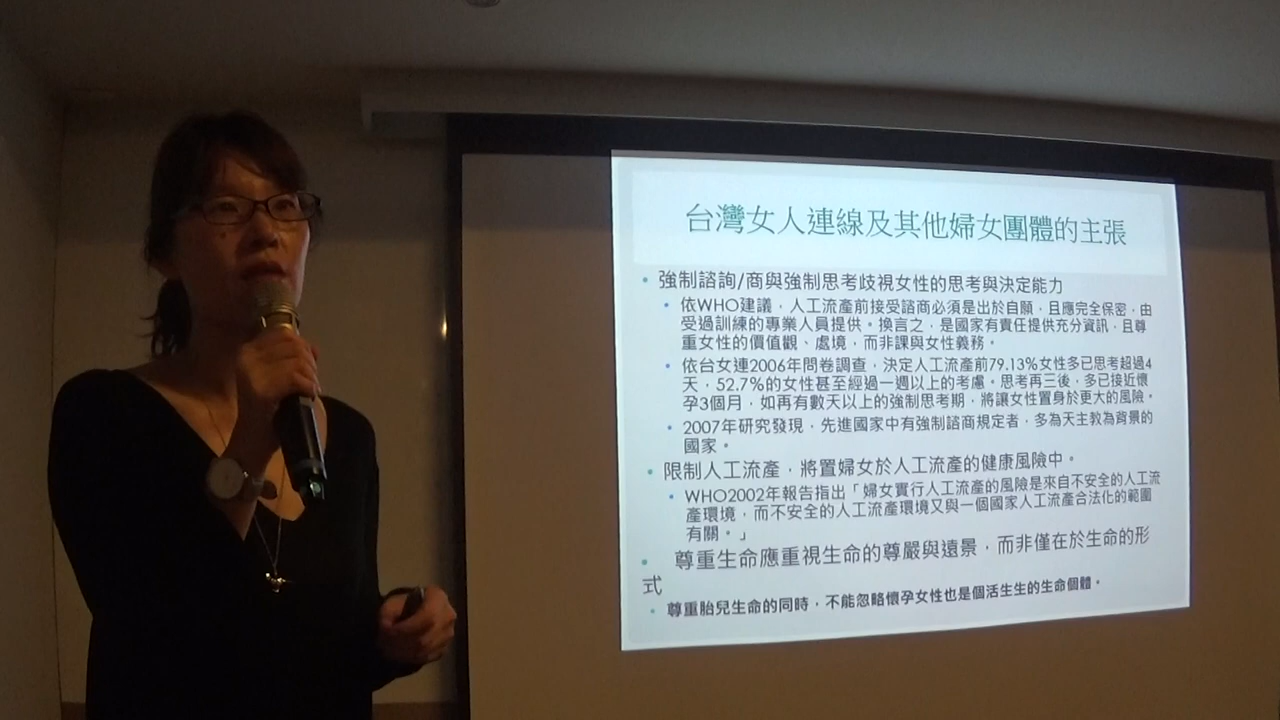 台灣女人連線及其他婦女團體的主張
• 強制諮詢/商與強制思考歧視女性的思考與決定能力
• 依WHO建議，人工流產前接受諮商必須是出於自願，且應完全保密，由
受過訓練的專業人員提供。換言之，是國家有責任提供充分資訊，且尊
重女性的價值觀、處境，而非課與女性義務。
• 依台女連2006年問卷調查，決定人工流產前79.13%女性多已思考超過4
天，52.7%的女性甚至經過一週以上的考慮。思考再三後，多已接近懷
孕3個月，如再有數天以上的強制思考期，將讓女性置身於更大的風險。
• 2007年研究發現，先進國家中有強制諮商規定者，多為天主教為背景的
國家。
• 限制人工流產，將置婦女於人工流產的健康風險中。
• WHO2002年報告指出「婦女實行人工流產的風險是來自不安全的人工流
產環境，而不安全的人工流產環境又與一個國家人工流產合法化的範圍
有關。」
• 尊重生命應重視生命的尊嚴與遠景，而非僅在於生命的形
式
• 尊重胎兒生命的同時，不能忽略懷孕女性也是個活生生的生命個體。